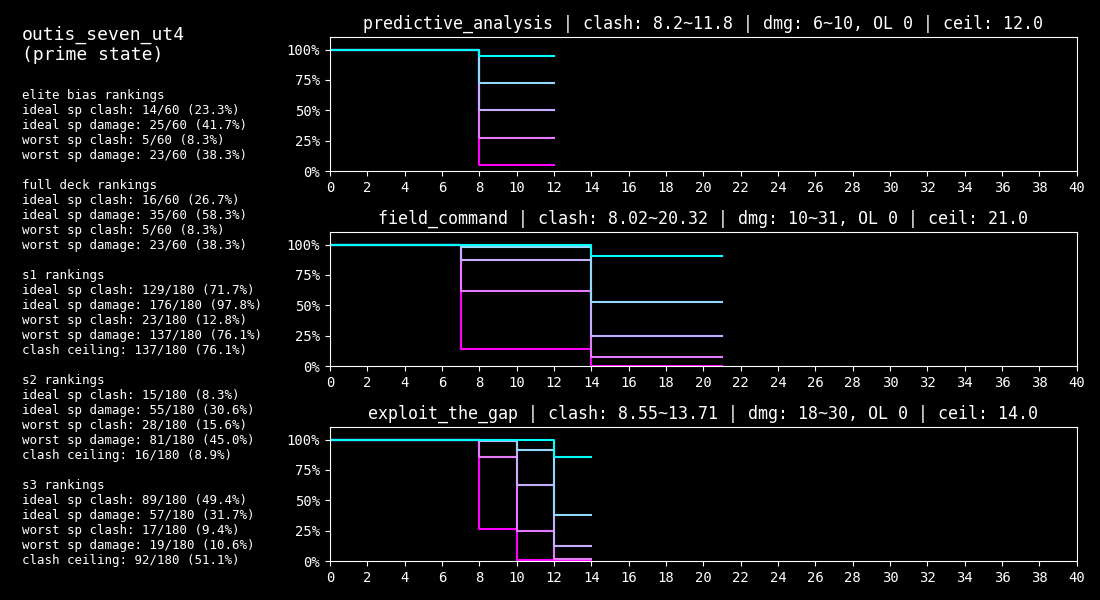 outis_seven_ut4
(prime state)
elite bias rankings
ideal sp clash: 14/60 (23.3%)
ideal sp damage: 25/60 (41.7%)
worst sp clash: 5/60 (8.3%)
worst sp damage: 23/60 (38.3%)
full deck rankings
ideal sp clash: 16/60 (26.7%)
ideal sp damage: 35/60 (58.3%)
worst sp clash: 5/60 (8.3%)
worst sp damage: 23/60 (38.3%)
s1 rankings
ideal sp clash: 129/180 (71.7%)
ideal sp damage: 176/180 (97.8%)
worst sp clash: 23/180 (12.8%)
worst sp damage: 137/180 (76.1%)
clash ceiling: 137/180 (76.1%)
s2 rankings
ideal sp clash: 15/180 (8.3%)
ideal sp damage: 55/180 (30.6%)
worst sp clash: 28/180 (15.6%)
worst sp damage: 81/180 (45.0%)
clash ceiling: 16/180 (8.9%)
s3 rankings
ideal sp clash: 89/180 (49.4%)
ideal sp damage: 57/180 (31.7%)
worst sp clash: 17/180 (9.4%)
worst sp damage: 19/180 (10.6%)
clash ceiling: 92/180 (51.1%)
predictive_analysis | clash: 8.2~11.8 | dmg: 6~10, OL 0 | ceil: 12.0
100%
75%
50%
25%
0%
0 2 4 6 8 10 12 14 16 18 20 22 24 26 28 30 32 34 36 38 40
field_command | clash: 8.02~20.32 | dmg: 10~31, OL 0 | ceil: 21.0
100%
75%
50%
25%
0%
0 2 4 6 8 10 12 14 16 18 20 22 24 26 28 30 32 34 36 38 40
exploit_the_gap | clash: 8.55~13.71 | dmg: 18~30, OL 0 | ceil: 14.0
100%
75%
50%
25%
0%
0 2 4 6 8 10 12 14 16 18 20 22 24 26 28 30 32 34 36 38 40